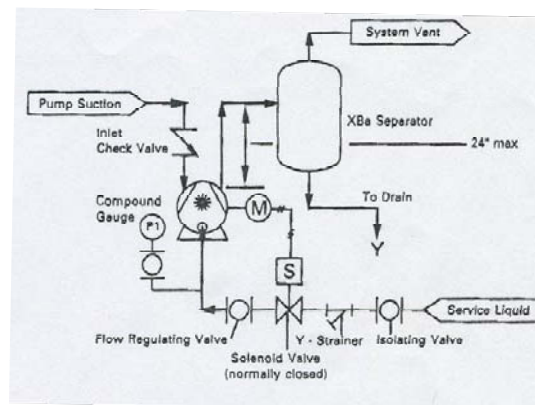 System Vent
Pump Suction
Inlet
Check Valve
XBa Separator
24" max
Compound
Gauge
To Drain
M
S
Service Liquid
Flow Regulating Valve
Y - Strainer
Isolating Valve
Solenoid Valve
(normally closed)